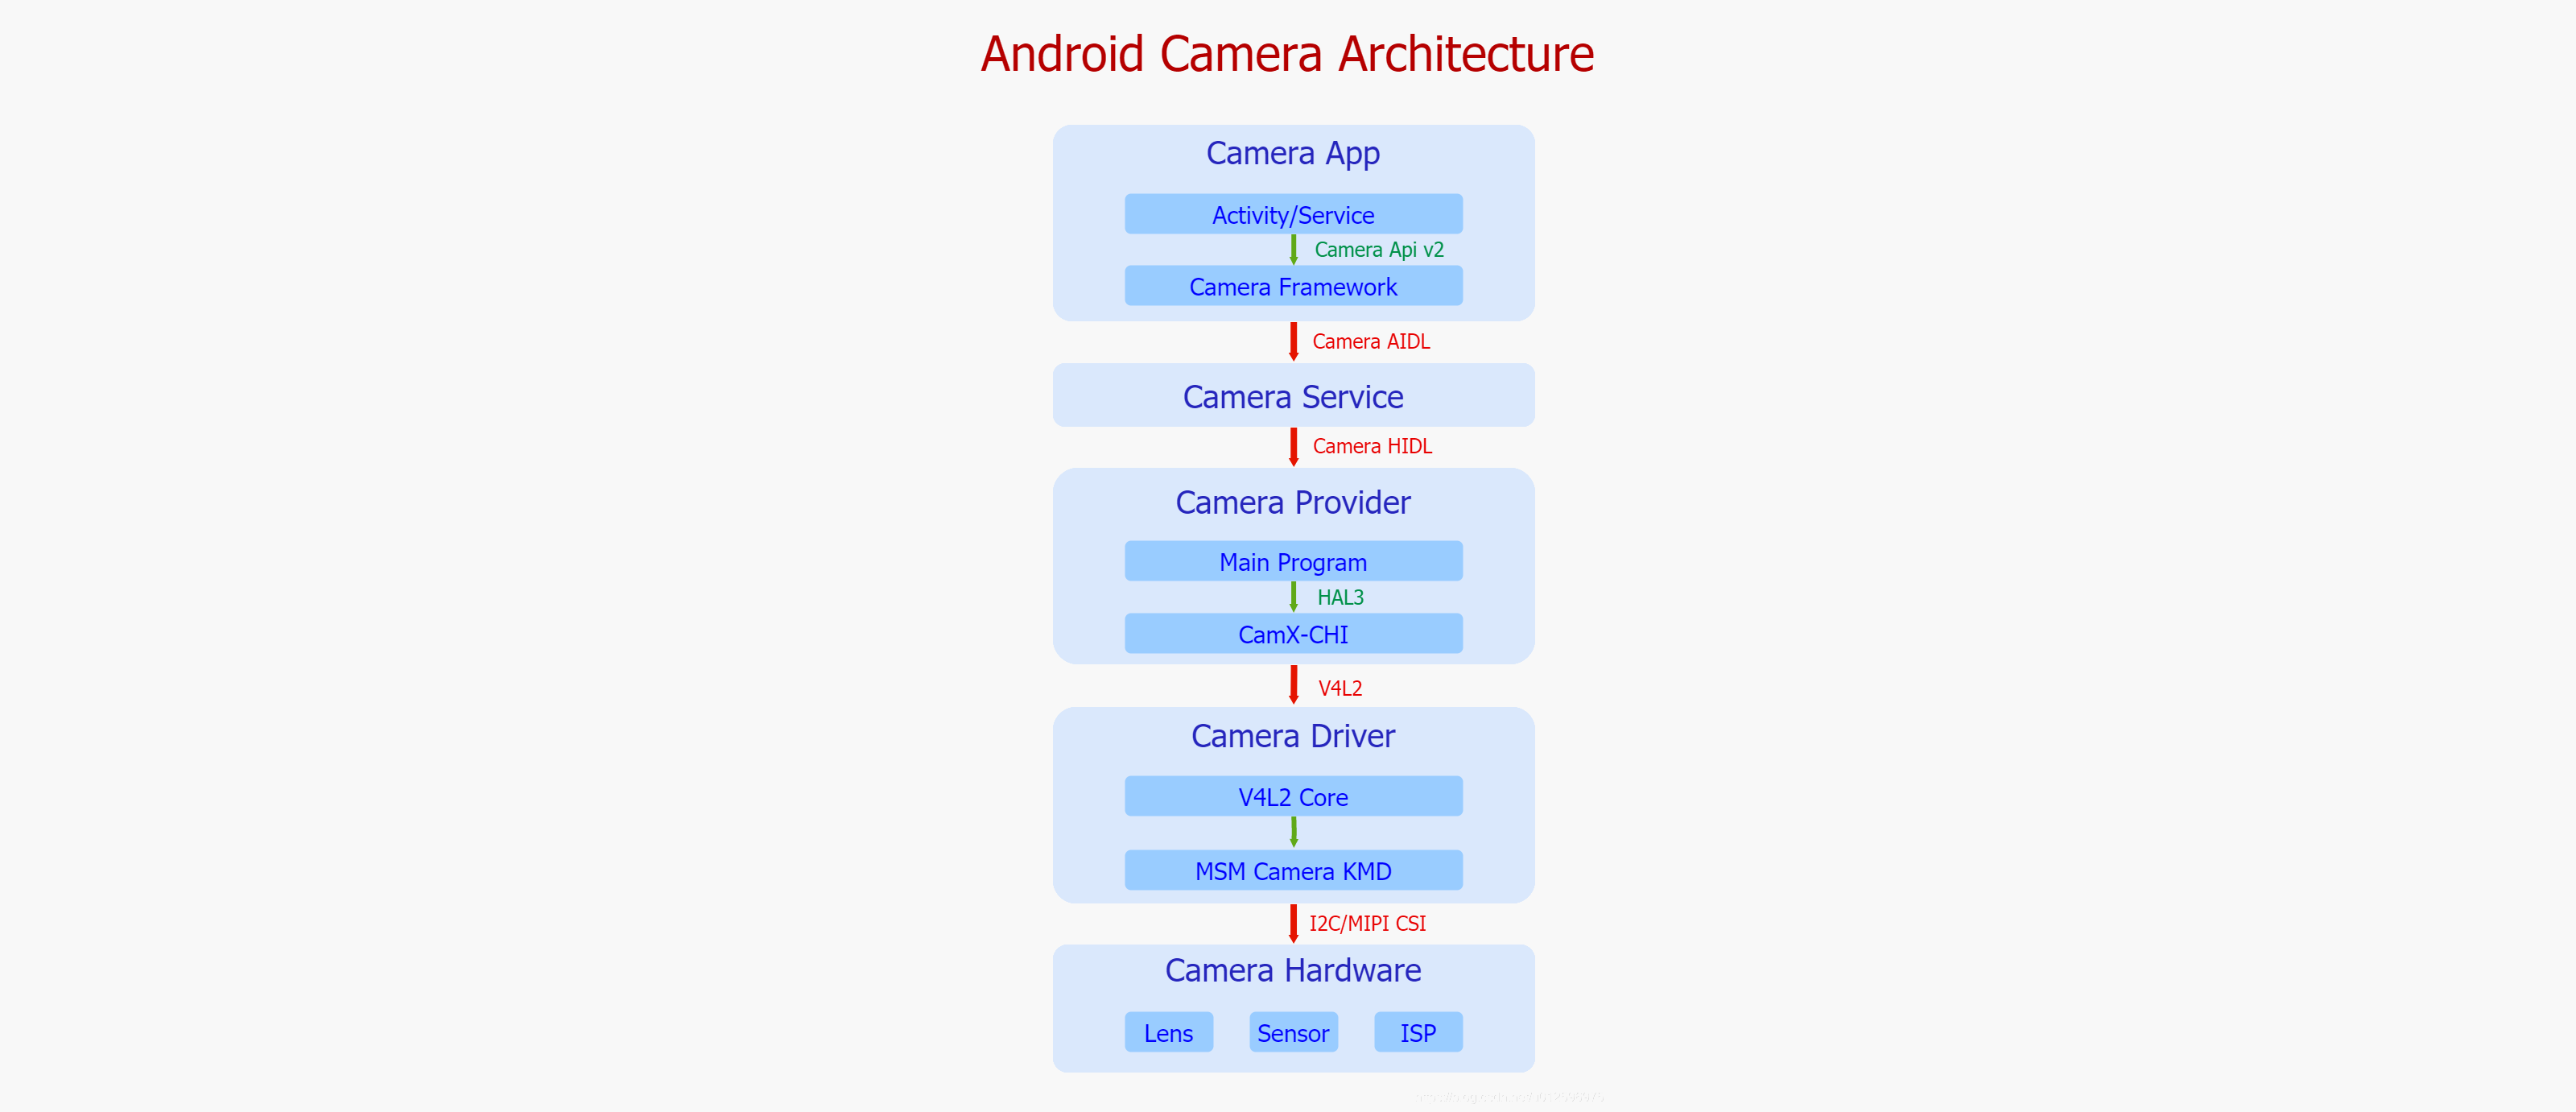 Android Camera Architecture
Camera App
Activity/Service
Camera Api v2
Camera Framework
Camera AIDL
Camera Service
Camera HIDL
Camera Provider
Main Program
HAL3
CamX-CHI
V4L2
Camera Driver
V4L2 Core
MSM Camera KMD
I2C/MIPI CSI
Camera Hardware
Lens Sensor ISP